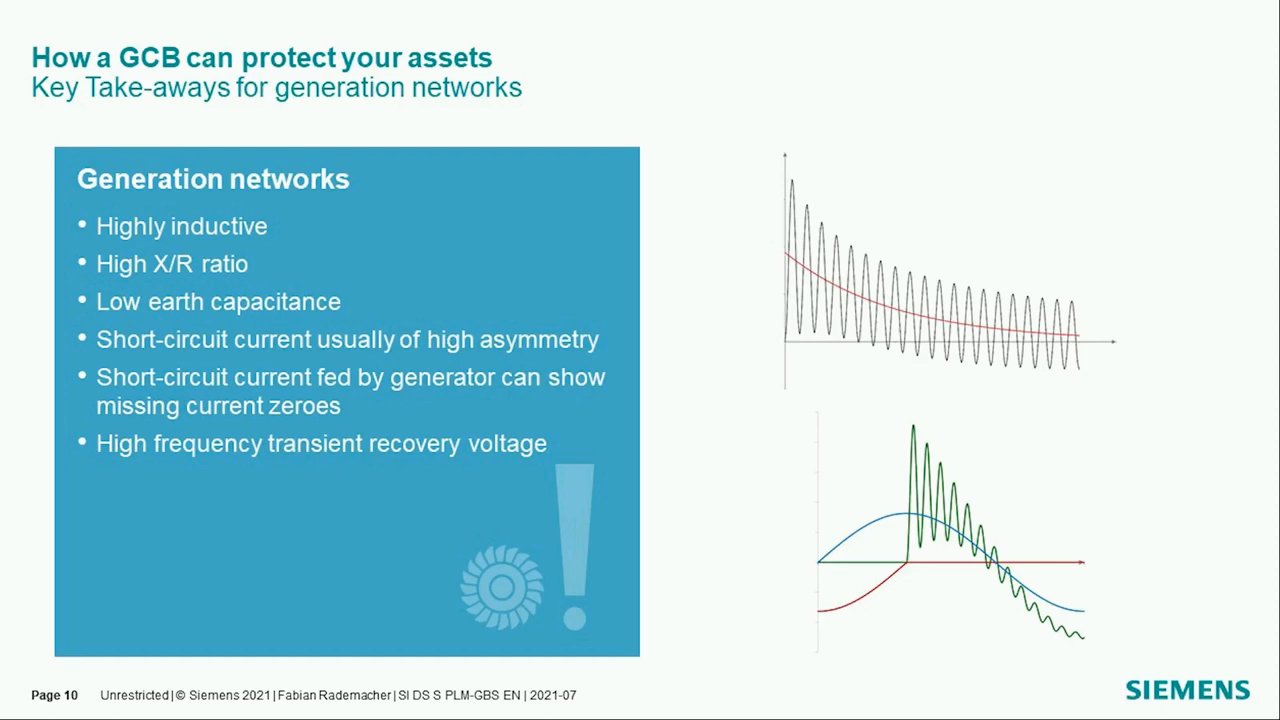 How a GCB can protect your assets
Key Take-aways for generation networks
Generation networks
• Highly inductive
• High X/R ratio
• Low earth capacitance
• Short-circuit current usually of high asymmetry
• Short-circuit current fed by generator can show
missing current zeroes
• High frequency transient recovery voltage
!
Page 10 Unrestricted | © Siemens 2021 | Fabian Rademacher | SI DS S PLM-GBS EN | 2021-07
SIEMENS